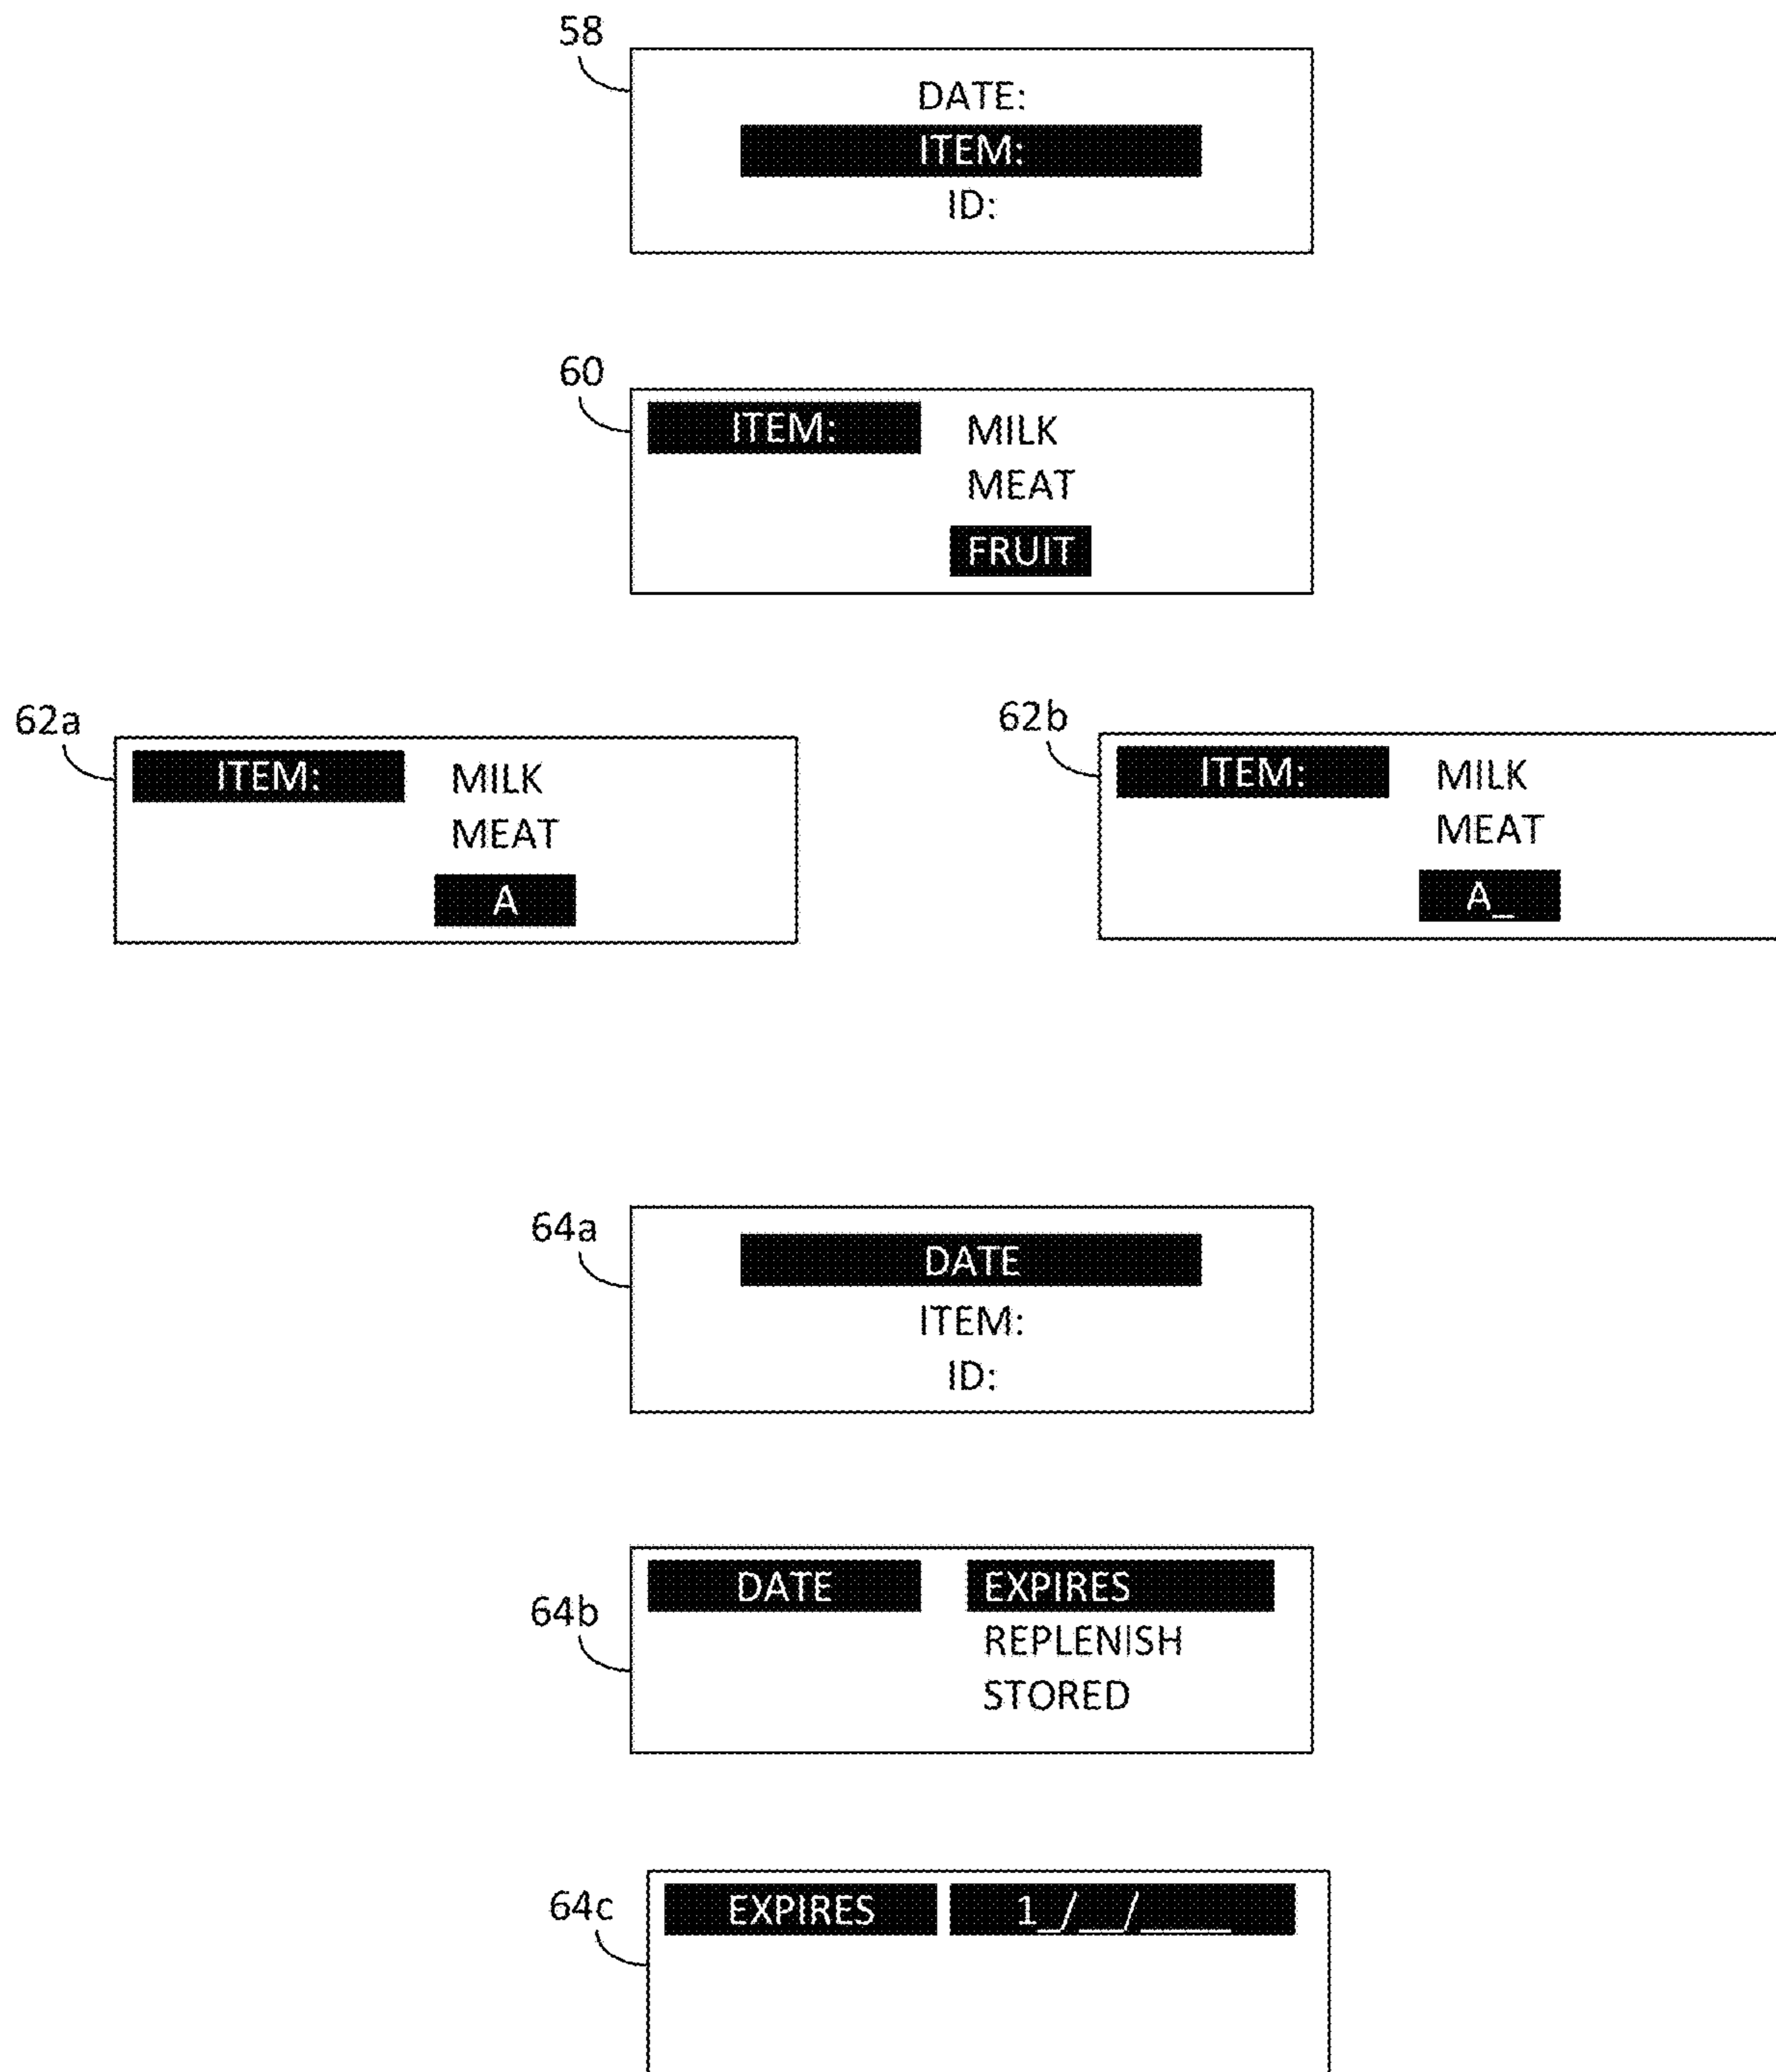 58
DATE:
ITEM:
ID:
60
ITEM: MILK
MEAT
FRUIT
62a
ITEM: MILK
MEAT
A
62b
ITEM: MILK
MEAT
A_
64a
DATE
ITEM:
ID:
64b
DATE EXPIRES
REPLENISH
STORED
64c
EXPIRES 1_/__/____